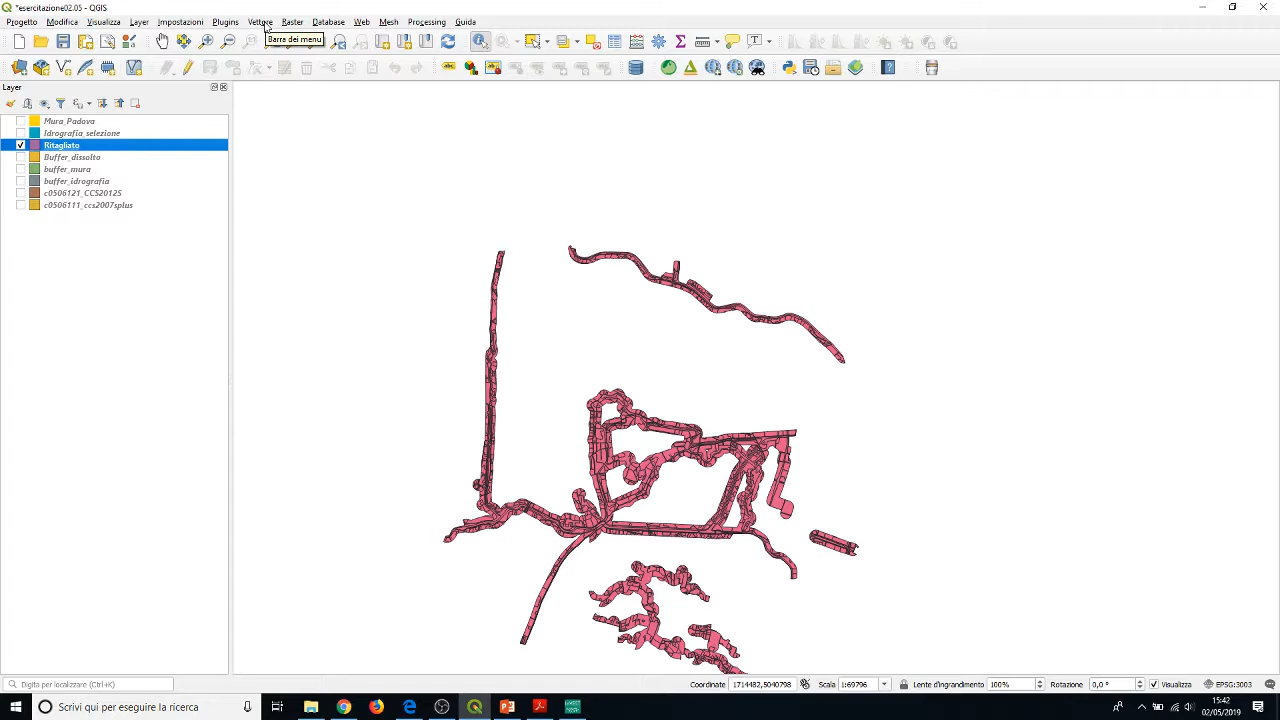 *esercitazione02.05 - QGIS
Progetto Modifica Visualizza Layer Impostazioni Plugins Vettore Raster Database Web Mesh Processing Guida
Barra dei menu
Layer
Mura_Padova
Idrografia_selezione
Ritagliato
Buffer_dissolto
buffer_mura
buffer_idrografia
c0506121_CCS2012S
c0506111_ccs2007splus
Digita per localizzare (Ctrl+K)
Coordinate 1714482,5040798 Scala 1:69796 Lente d'ingrandimento 100% Rotazione 0,0 ° Visualizza EPSG:3003
Scrivi qui per eseguire la ricerca
15:42
02/05/2019